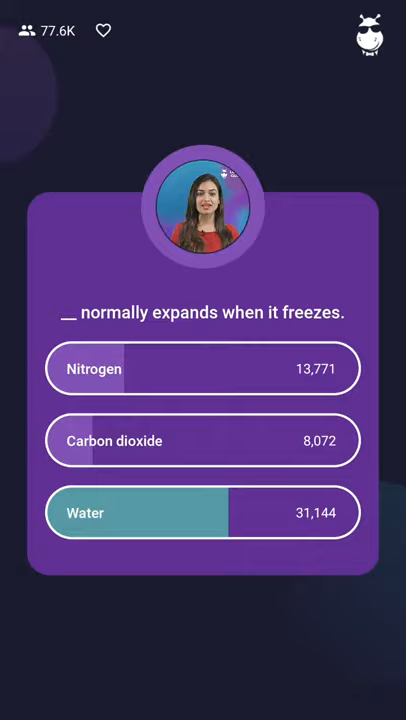 77.6K
__ normally expands when it freezes.
Nitrogen 13,771
Carbon dioxide 8,072
Water 31,144